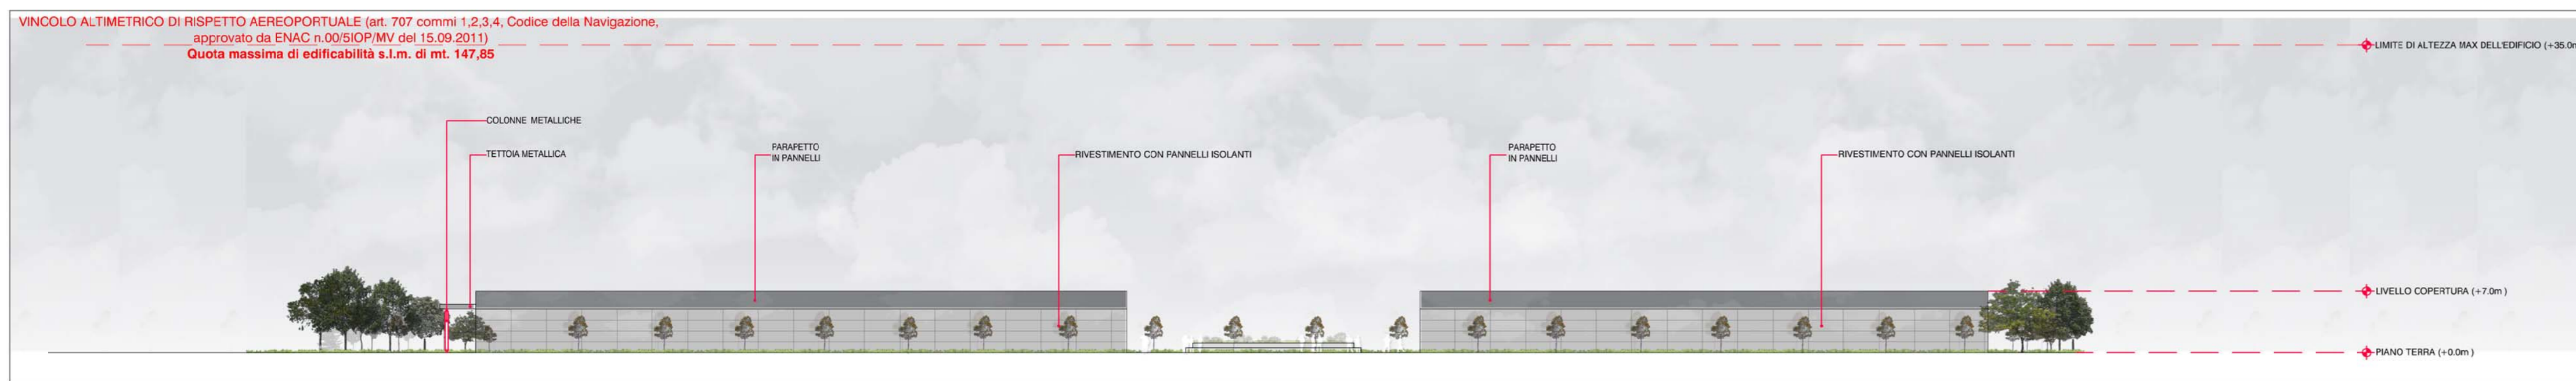 VINCOLO ALTIMETRICO DI RISPETTO AEREOPORTUALE (art. 707 commi 1,2,3,4, Codice della Navigazione,
approvato da ENAC n.00/5IOP/MV del 15.09.2011)
Quota massima di edificabilità s.l.m. di mt. 147,85
LIMITE DI ALTEZZA MAX DELL'EDIFICIO (+35.0m
COLONNE METALLICHE
TETTOIA METALLICA
PARAPETTO
IN PANNELLI
RIVESTIMENTO CON PANNELLI ISOLANTI
PARAPETTO
IN PANNELLI
RIVESTIMENTO CON PANNELLI ISOLANTI
LIVELLO COPERTURA (+7.0m )
PIANO TERRA (+0.0m )